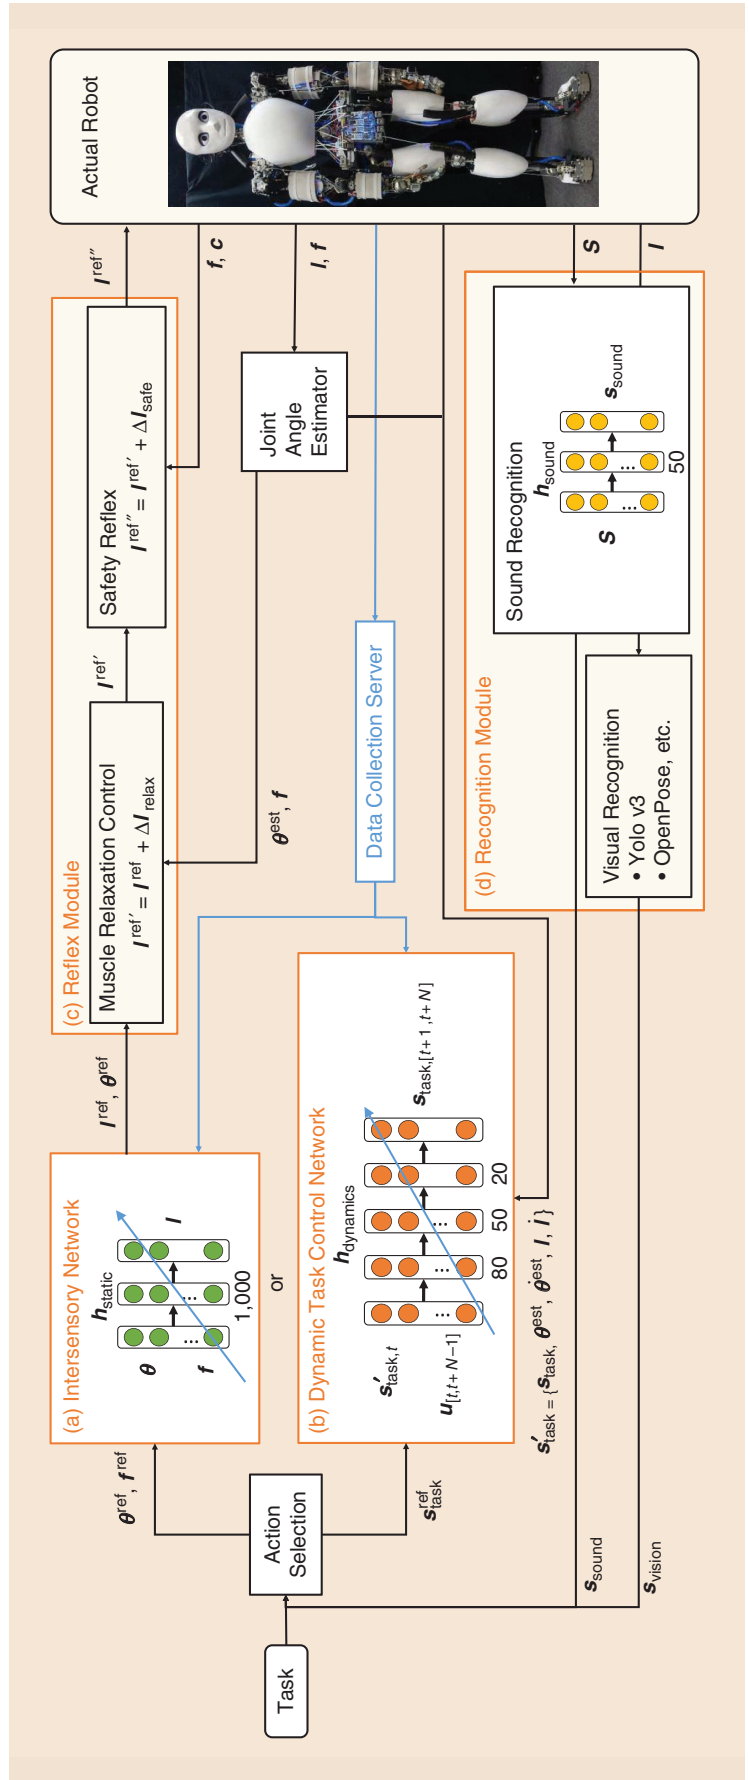 Task
Action
Selection
θ^ref, f^ref
s_task^ref
(a) Intersensory Network
h_static
θ
f
...
l
1,000
or
(b) Dynamic Task Control Network
h_dynamics
s′_task,t
u_[t,t+N−1]
...
...
...
80
50
20
s_task,[t+1,t+N]
s′_task = {s_task, θ^est, θ̇^est, l, l̇}
l^ref, θ^ref
(c) Reflex Module
Muscle Relaxation Control
l^ref′ = l^ref + Δl_relax
l^ref′
Safety Reflex
l^ref″ = l^ref′ + Δl_safe
l^ref″
f, c
l, f
Joint
Angle
Estimator
θ^est, f
Data Collection Server
(d) Recognition Module
Sound Recognition
h_sound
S
...
...
50
s_sound
Visual Recognition
• Yolo v3
• OpenPose, etc.
S
I
s_sound
s_vision
Actual Robot